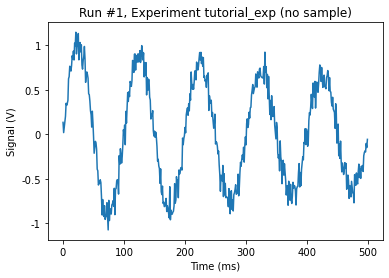 Run #1, Experiment tutorial_exp (no sample)
1
0.5
0
-0.5
-1
Signal (V)
0 100 200 300 400 500
Time (ms)